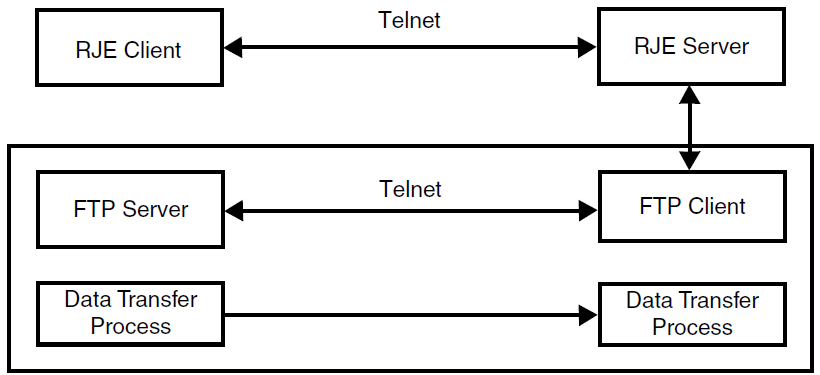 Telnet
RJE Client
RJE Server
Telnet
FTP Server
FTP Client
Data Transfer
Process
Data Transfer
Process